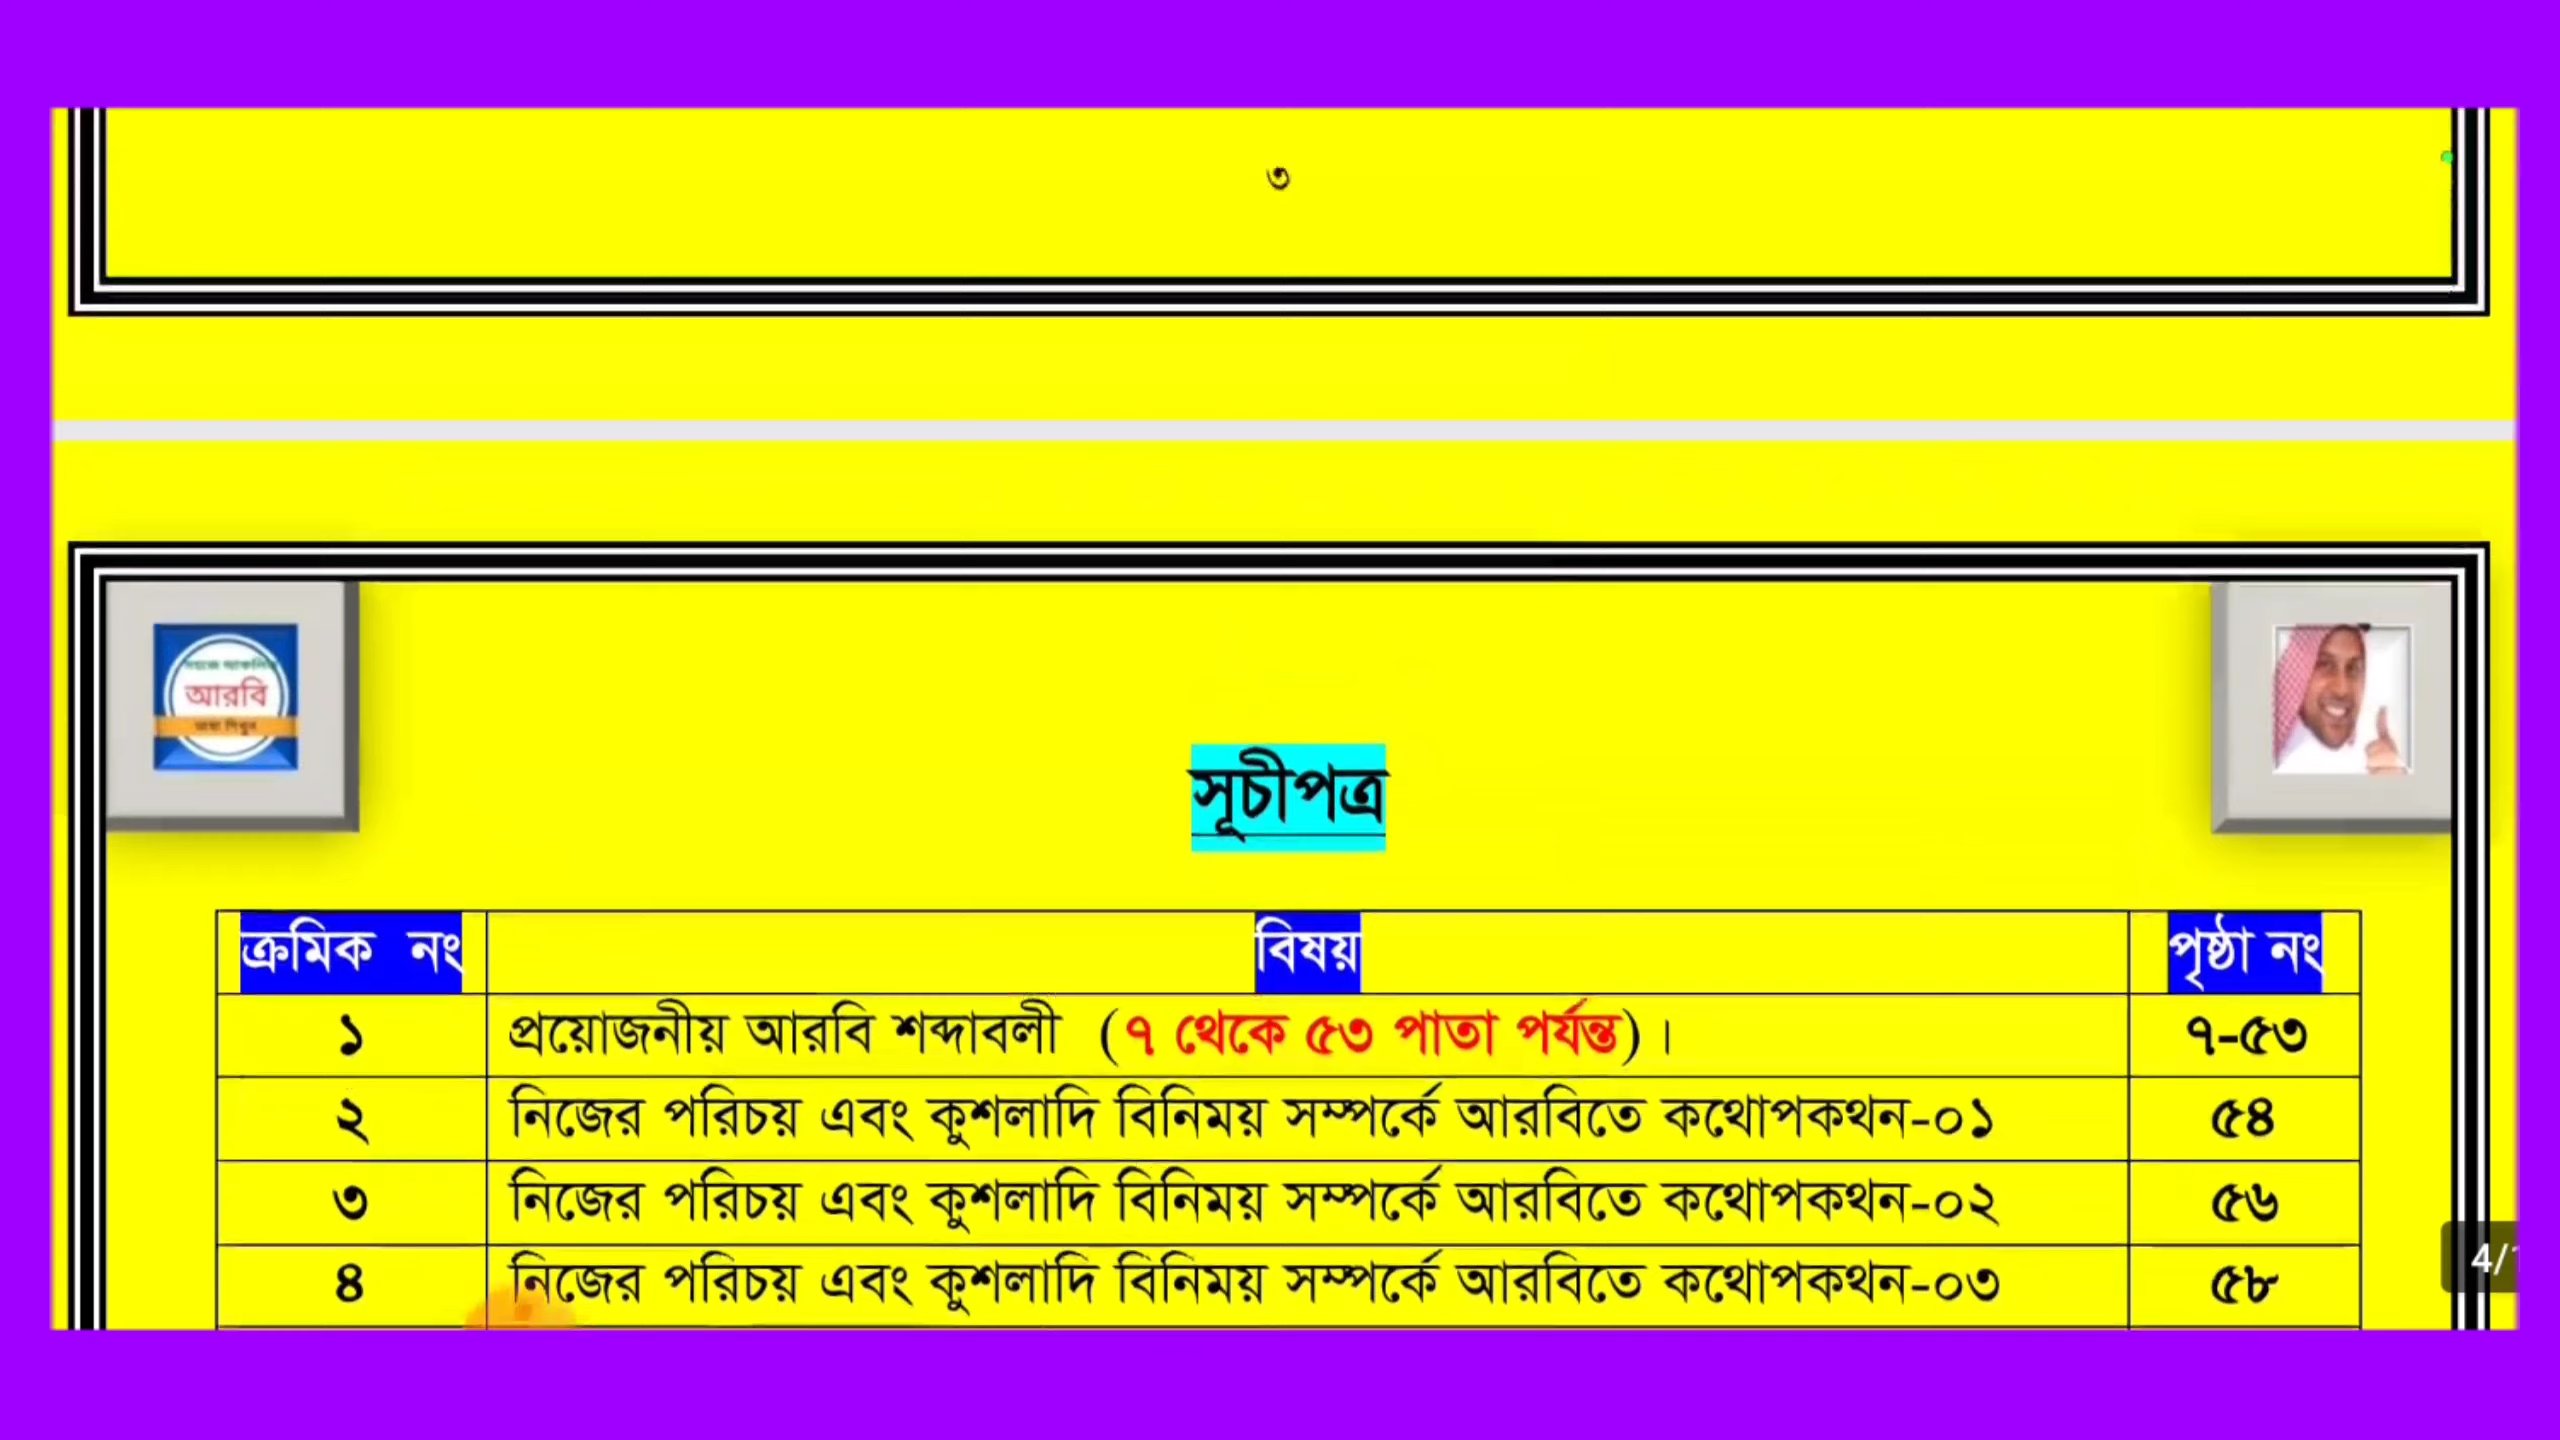 ৩
আরবি
সূচীপত্র
ক্রমিক নং বিষয় পৃষ্ঠা নং
১ প্রয়োজনীয় আরবি শব্দাবলী (৭ থেকে ৫৩ পাতা পর্যন্ত)। ৭-৫৩
২ নিজের পরিচয় এবং কুশলাদি বিনিময় সম্পর্কে আরবিতে কথোপকথন-০১ ৫৪
৩ নিজের পরিচয় এবং কুশলাদি বিনিময় সম্পর্কে আরবিতে কথোপকথন-০২ ৫৬
৪ নিজের পরিচয় এবং কুশলাদি বিনিময় সম্পর্কে আরবিতে কথোপকথন-০৩ ৫৮
4/